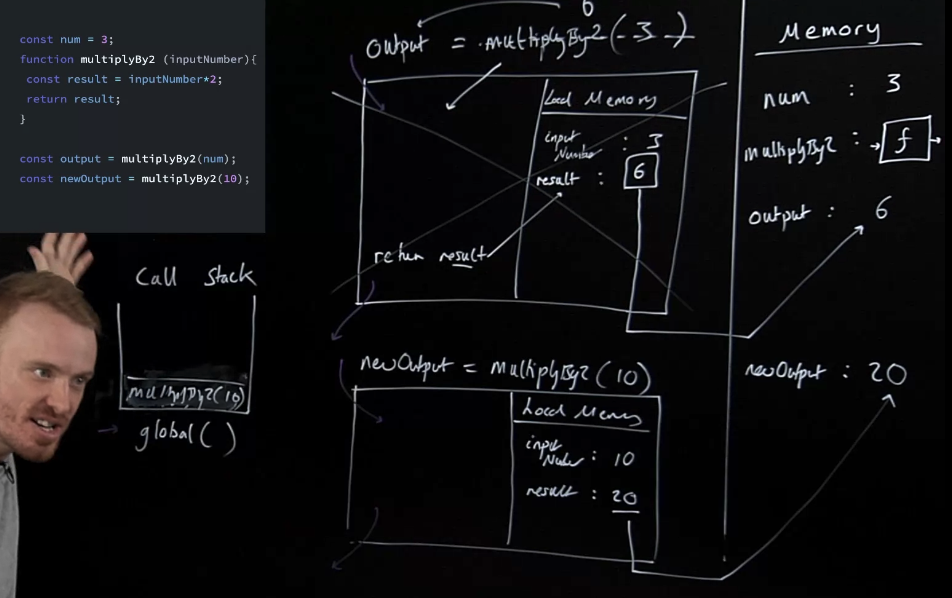 const num = 3;
function multiplyBy2 (inputNumber){
const result = inputNumber*2;
return result;
}
const output = multiplyBy2(num);
const newOutput = multiplyBy2(10);
6
output = multiplyBy2(-3-)
Local Memory
input
Number : 3
result : 6
return result
Memory
num : 3
multiplyBy2 : f
output : 6
Call Stack
multiplyBy2(10)
global()
newOutput = multiplyBy2(10)
Local Memory
input
Number : 10
result : 20
newOutput : 20